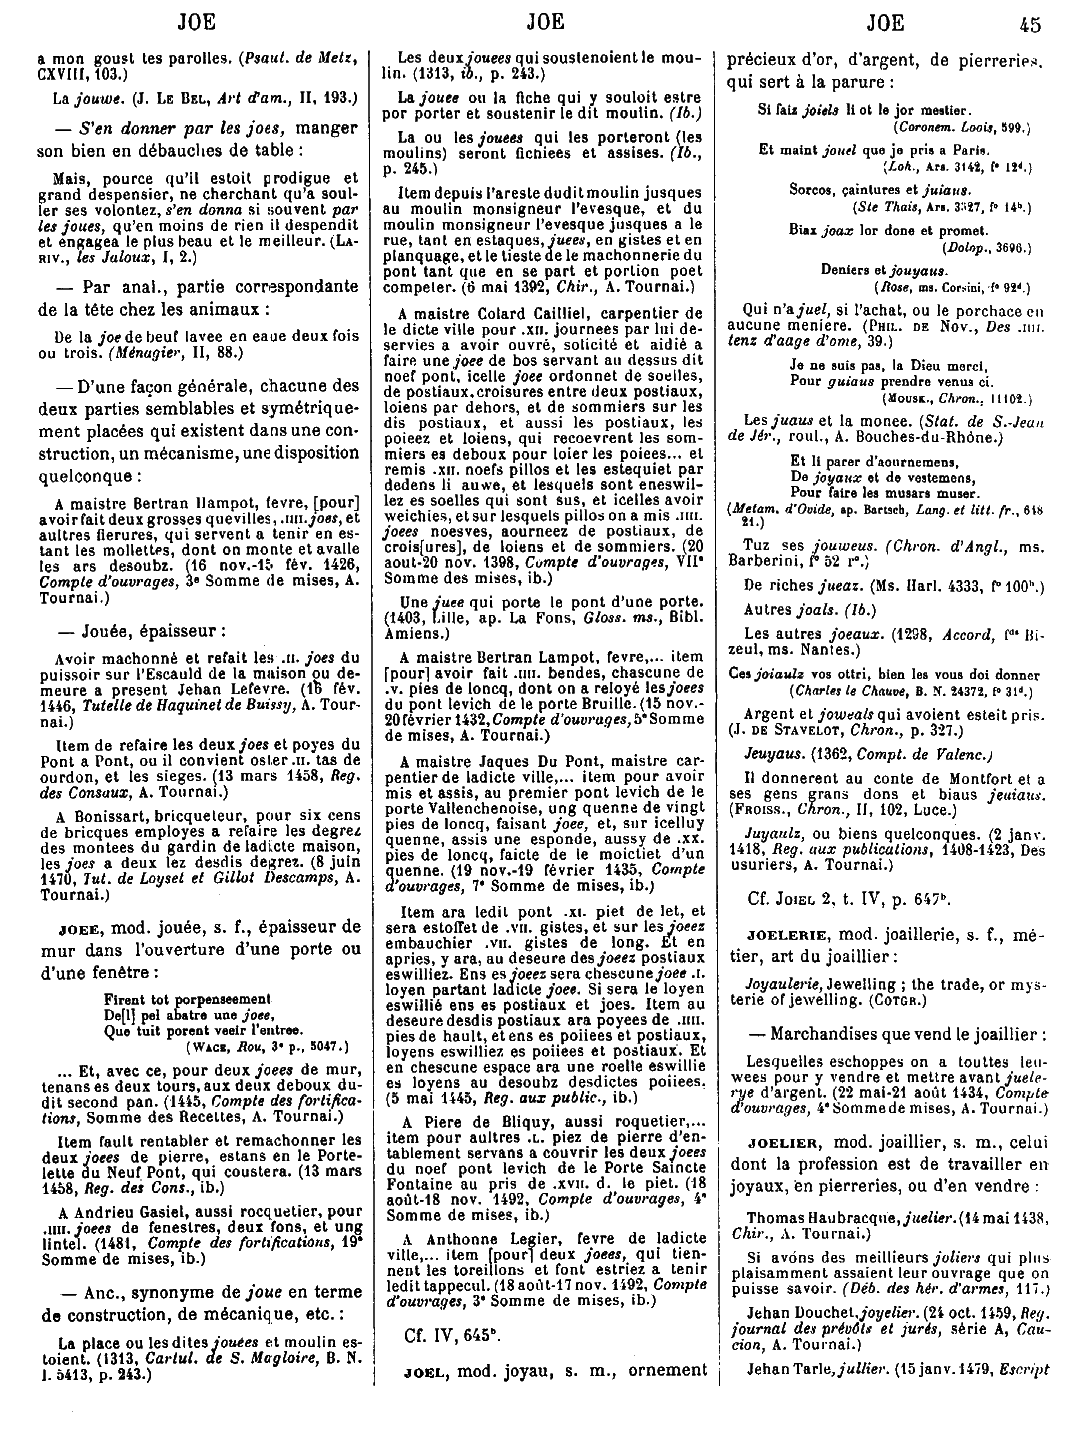 JOE
JOE
JOE
45
a mon goust tes parolles. (Psaut. de Metz,
CXVIII, 103.)
La jouwe. (J. LE BEL, Art d'am., II, 193.)
— S'en donner par les joes, manger
son bien en débauches de table :
Mais, pource qu'il estoit prodigue et
grand despensier, ne cherchant qu'a soul-
ler ses volontez, s'en donna si souvent par
les joues, qu'en moins de rien il despendit
et engagea le plus beau et le meilleur. (LA-
RIV., les Jaloux, I, 2.)
— Par anal., partie correspondante
de la tête chez les animaux :
De la joe de beuf lavee en eaue deux fois
ou trois. (Ménagier, II, 88.)
— D'une façon générale, chacune des
deux parties semblables et symétrique-
ment placées qui existent dans une con-
struction, un mécanisme, une disposition
quelconque :
A maistre Bertran Ilampot, fevre, [pour]
avoir fait deux grosses quevilles, .IIII. joes, et
aultres flerures, qui servent a tenir en es-
tant les mollettes, dont on monte et avalle
les ars desoubz. (16 nov.-15 fév. 1426,
Compte d'ouvrages, 3e Somme de mises, A.
Tournai.)
— Jouée, épaisseur :
Avoir machonné et refait les .II. joes du
puissoir sur l'Escauld de la maison ou de-
meure a present Jehan Lefevre. (16 fév.
1446, Tutelle de Haquinet de Buissy, A. Tour-
nai.)
Item de refaire les deux joes et poyes du
Pont a Pont, ou il convient oster .II. tas de
ourdon, et les sieges. (13 mars 1458, Reg.
des Consaux, A. Tournai.)
A Bonissart, bricqueteur, pour six cens
de bricques employes a refaire les degrez
des montees du gardin de ladicte maison,
les joes a deux lez desdis degrez. (8 juin
1470, Tut. de Loyset et Gillot Descamps, A.
Tournai.)
JOEE, mod. jouée, s. f., épaisseur de
mur dans l'ouverture d'une porte ou
d'une fenêtre :
Firent tot porpenseement
De[l] pel abatre une joee,
Que tuit porent veeir l'entree.
(WACE, Rou, 3e p., 5047.)
... Et, avec ce, pour deux joees de mur,
tenans es deux tours, aux deux deboux du-
dit second pan. (1445, Compte des fortifica-
tions, Somme des Recettes, A. Tournai.)
Item fault rentabler et remachonner les
deux joees de pierre, estans en le Porte-
lette du Neuf Pont, qui coustera. (13 mars
1458, Reg. des Cons., ib.)
A Andrieu Gasiel, aussi rocquetier, pour
.IIII. joees de fenestres, deux fons, et ung
lintel. (1481, Compte des fortifications, 19e
Somme de mises, ib.)
— Anc., synonyme de joue en terme
de construction, de mécanique, etc. :
La place ou les dites jouées et moulin es-
toient. (1313, Cartul. de S. Magloire, B. N.
l. 5413, p. 243.)
Les deux jouees qui soustenoient le mou-
lin. (1313, ib., p. 243.)
La jouee ou la fiche qui y souloit estre
por porter et soustenir le dit moulin. (Ib.)
La ou les jouees qui les porteront (les
moulins) seront fichiees et assises. (Ib.,
p. 245.)
Item depuis l'areste dudit moulin jusques
au moulin monsigneur l'evesque, et du
moulin monsigneur l'evesque jusques a le
rue, tant en estaques, juees, en gistes et en
planquage, et le tieste de le machonnerie du
pont tant que en se part et portion poet
competer. (6 mai 1392, Chir., A. Tournai.)
A maistre Colard Cailliel, carpentier de
le dicte ville pour .XII. journees par lui de-
servies a avoir ouvré, solicité et aidié a
faire une joee de bos servant au dessus dit
noef pont, icelle joee ordonnet de soelles,
de postiaux, croisures entre deux postiaux,
loiens par dehors, et de sommiers sur les
dis postiaux, et aussi les postiaux, les
poieez et loiens, qui recoevrent les som-
miers es deboux pour loier les poiees... et
remis .XII. noefs pillos et les estequiet par
dedens li auwe, et lesquels sont eneswil-
lez es soelles qui sont sus, et icelles avoir
weichies, et sur lesquels pillos on a mis .IIII.
joees noesves, aourneez de postiaux, de
crois[ures], de loiens et de sommiers. (20
aout-20 nov. 1398, Compte d'ouvrages, VIIe
Somme des mises, ib.)
Une juee qui porte le pont d'une porte.
(1403, Lille, ap. La Fons, Gloss. ms., Bibl.
Amiens.)
A maistre Bertran Lampot, fevre,... item
[pour] avoir fait .IIII. bendes, chascune de
.V. pies de loncq, dont on a reloyé les joees
du pont levich de le porte Bruille. (15 nov.-
20 février 1432, Compte d'ouvrages, 5e Somme
de mises, A. Tournai.)
A maistre Jaques Du Pont, maistre car-
pentier de ladicte ville,... item pour avoir
mis et assis, au premier pont levich de le
porte Vallenchenoise, ung quenne de vingt
pies de loncq, faisant joee, et, sur icelluy
quenne, assis une esponde, aussy de .XX.
pies de loncq, faicte de le moictiet d'un
quenne. (19 nov.-19 février 1435, Compte
d'ouvrages, 7e Somme de mises, ib.)
Item ara ledit pont .XI. piet de let, et
sera estoffet de .VII. gistes, et sur les joeez
embauchier .VII. gistes de long. Et en
apries, y ara, au deseure des joeez postiaux
eswilliez. Ens es joeez sera chescune joee .I.
loyen partant ladicte joee. Si sera le loyen
eswillié ens es postiaux et joes. Item au
deseure desdis postiaux ara poyees de .IIII.
pies de hault, et ens es poiiees et postiaux,
loyens eswilliez es poiiees et postiaux. Et
en chescune espace ara une roelle eswillie
es loyens au desoubz desdictes poiiees.
(5 mai 1445, Reg. aux public., ib.)
A Piere de Bliquy, aussi roquetier,...
item pour aultres .L. piez de pierre d'en-
tablement servans a couvrir les deux joees
du noef pont levich de le Porte Saincte
Fontaine au pris de .XVII. d. le piet. (18
août-18 nov. 1492, Compte d'ouvrages, 4e
Somme de mises, ib.)
A Anthonne Legier, fevre de ladicte
ville,... item [pour] deux joees, qui tien-
nent les toreillons et font estriez a tenir
ledit tappecul. (18 août-17 nov. 1492, Compte
d'ouvrages, 3e Somme de mises, ib.)
Cf. IV, 645b.
JOEL, mod. joyau, s. m., ornement
précieux d'or, d'argent, de pierreries,
qui sert à la parure :
Si faiz joiels li ot le jor mestier.
(Coronem. Loois, 599.)
Et maint jouel que je pris a Paris.
(Loh., Ars. 3142, fo 12d.)
Sorcos, çaintures et juiaus.
(Ste Thais, Ars. 3527, fo 14b.)
Biaz joax lor done et promet.
(Dolop., 3696.)
Deniers et jouyaus.
(Rose, ms. Corsini, fo 92d.)
Qui n'a juel, si l'achat, ou le porchace en
aucune meniere. (PHIL. DE NOV., Des .IIII.
tenz d'aage d'ome, 39.)
Je ne suis pas, la Dieu merci,
Pour guiaus prendre venus ci.
(MOUSK., Chron., 11102.)
Les juaus et la monee. (Stat. de S.-Jean
de Jér., roul., A. Bouches-du-Rhône.)
Et li parer d'aournemens,
De joyaux et de vestemens,
Pour faire les musars muser.
(Metam. d'Ovide, ap. Bartsch, Lang. et litt. fr., 618
21.)
Tuz ses jouweus. (Chron. d'Angl., ms.
Barberini, fo 52 ro.)
De riches jueaz. (Ms. Harl. 4333, fo 100b.)
Autres joals. (Ib.)
Les autres joeaux. (1298, Accord, fds Bi-
zeul, ms. Nantes.)
Ces joiaulz vos ottri, bien les vous doi donner
(Charles le Chauve, B. N. 24372, fo 31d.)
Argent et joweals qui avoient esteit pris.
(J. DE STAVELOT, Chron., p. 327.)
Jeuyaus. (1362, Compt. de Valenc.)
Il donnerent au conte de Montfort et a
ses gens grans dons et biaus jeuiaus.
(FROISS., Chron., II, 102, Luce.)
Juyaulz, ou biens quelconques. (2 janv.
1418, Reg. aux publications, 1408-1423, Des
usuriers, A. Tournai.)
Cf. JOIEL 2, t. IV, p. 647b.
JOELERIE, mod. joaillerie, s. f., mé-
tier, art du joaillier :
Joyaulerie, Jewelling ; the trade, or mys-
terie of jewelling. (COTGR.)
— Marchandises que vend le joaillier :
Lesquelles eschoppes on a touttes leu-
wees pour y vendre et mettre avant juele-
rye d'argent. (22 mai-21 août 1434, Compte
d'ouvrages, 4e Somme de mises, A. Tournai.)
JOELIER, mod. joaillier, s. m., celui
dont la profession est de travailler en
joyaux, en pierreries, ou d'en vendre :
Thomas Haubracque, juelier. (14 mai 1438,
Chir., A. Tournai.)
Si avons des meillieurs joliers qui plus
plaisamment assaient leur ouvrage que on
puisse savoir. (Déb. des hér. d'armes, 117.)
Jehan Douchet, joyelier. (24 oct. 1459, Reg.
journal des prévôts et jurés, série A, Cau-
cion, A. Tournai.)
Jehan Tarle, jullier. (15 janv. 1479, Escript